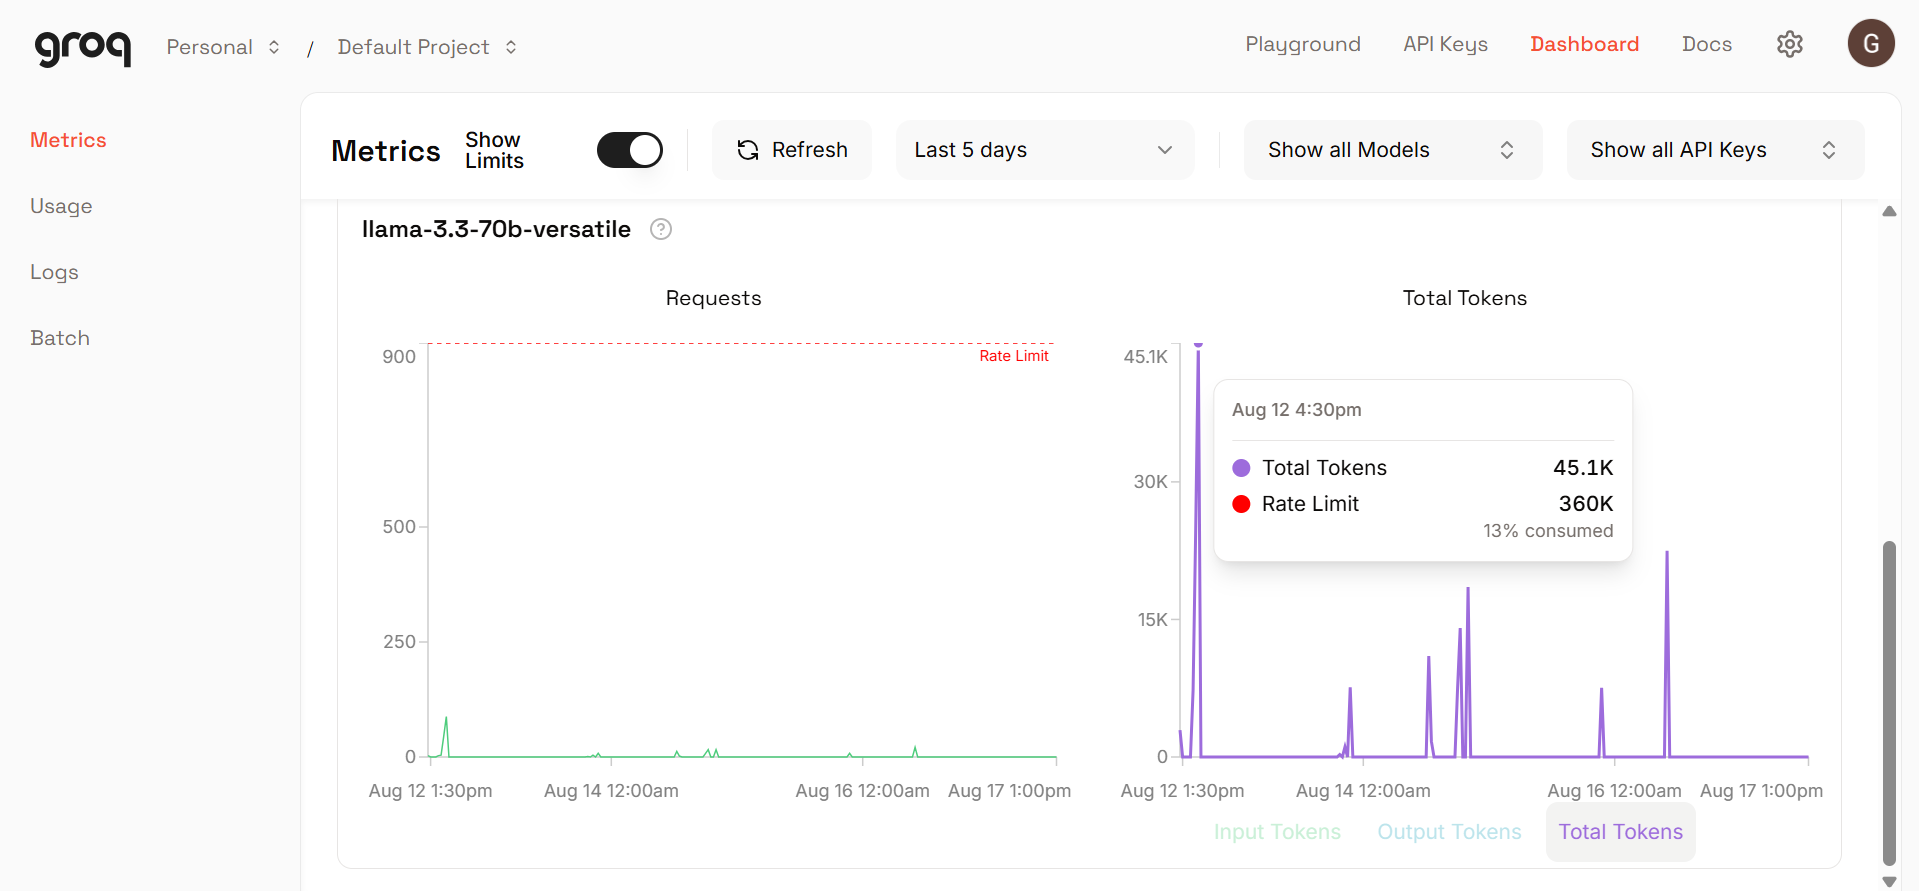 groq Personal / Default Project
Playground API Keys Dashboard Docs G
Metrics
Usage
Logs
Batch
Metrics Show Limits Refresh Last 5 days Show all Models Show all API Keys
llama-3.3-70b-versatile ?
Requests
900
Rate Limit
500
250
0
Aug 12 1:30pm Aug 14 12:00am Aug 16 12:00am Aug 17 1:00pm
Total Tokens
45.1K
30K
15K
0
Aug 12 4:30pm
Total Tokens 45.1K
Rate Limit 360K
13% consumed
Aug 12 1:30pm Aug 14 12:00am Aug 16 12:00am Aug 17 1:00pm
Input Tokens Output Tokens Total Tokens